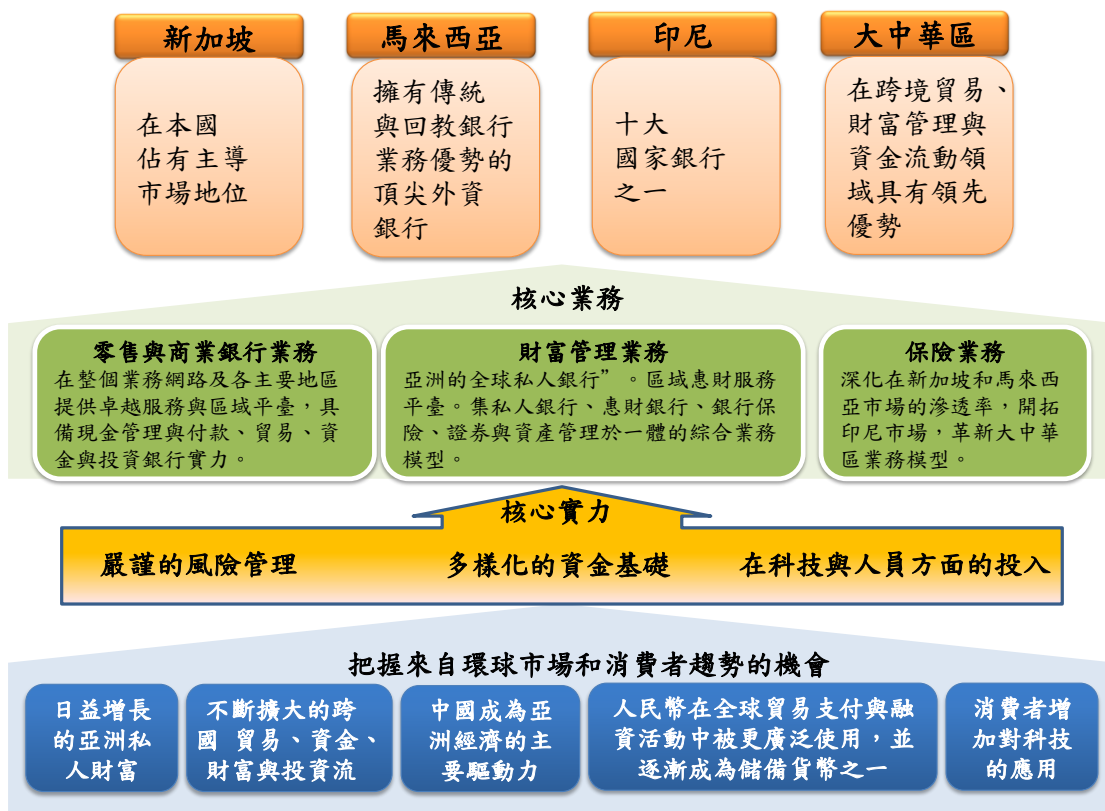 新加坡
在本國
佔有主導
市場地位
馬來西亞
擁有傳統
與回教銀行
業務優勢的
頂尖外資
銀行
印尼
十大
國家銀行
之一
大中華區
在跨境貿易、
財富管理與
資金流動領
域具有領先
優勢
核心業務
零售與商業銀行業務
在整個業務網路及各主要地區
提供卓越服務與區域平臺，具
備現金管理與付款、貿易、資
金與投資銀行實力。
財富管理業務
亞洲的全球私人銀行”。區域惠財服務
平臺。集私人銀行、惠財銀行、銀行保
險、證券與資產管理於一體的綜合業務
模型。
保險業務
深化在新加坡和馬來西
亞市場的滲透率，開拓
印尼市場，革新大中華
區業務模型。
核心實力
嚴謹的風險管理
多樣化的資金基礎
在科技與人員方面的投入
把握來自環球市場和消費者趨勢的機會
日益增長
的亞洲私
人財富
不斷擴大的跨
國 貿易、資金、
財富與投資流
中國成為亞
洲經濟的主
要驅動力
人民幣在全球貿易支付與融
資活動中被更廣泛使用，並
逐漸成為儲備貨幣之一
消費者增
加對科技
的應用